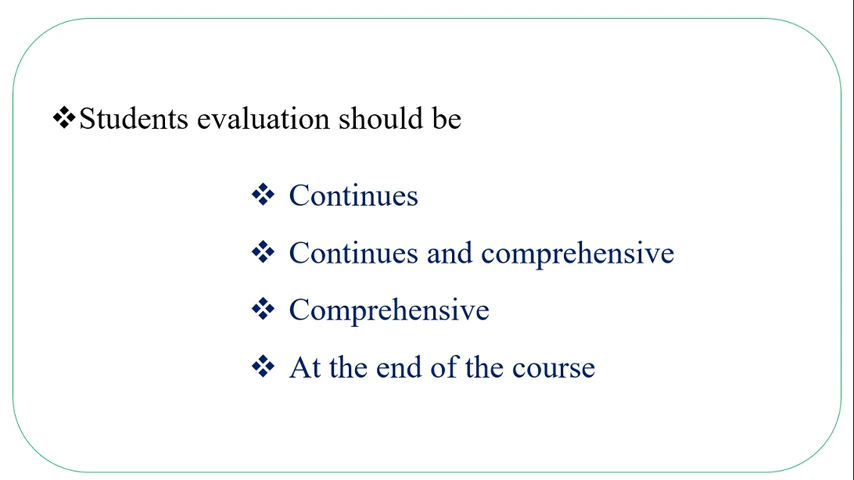 ❖Students evaluation should be
❖ Continues
❖ Continues and comprehensive
❖ Comprehensive
❖ At the end of the course